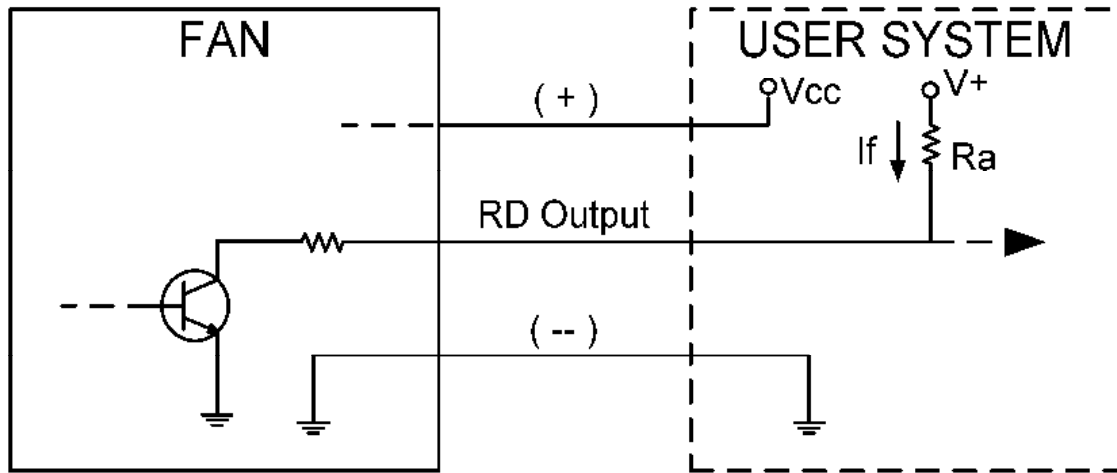 FAN
USER SYSTEM
( + )
Vcc
V+
If
Ra
RD Output
( -- )